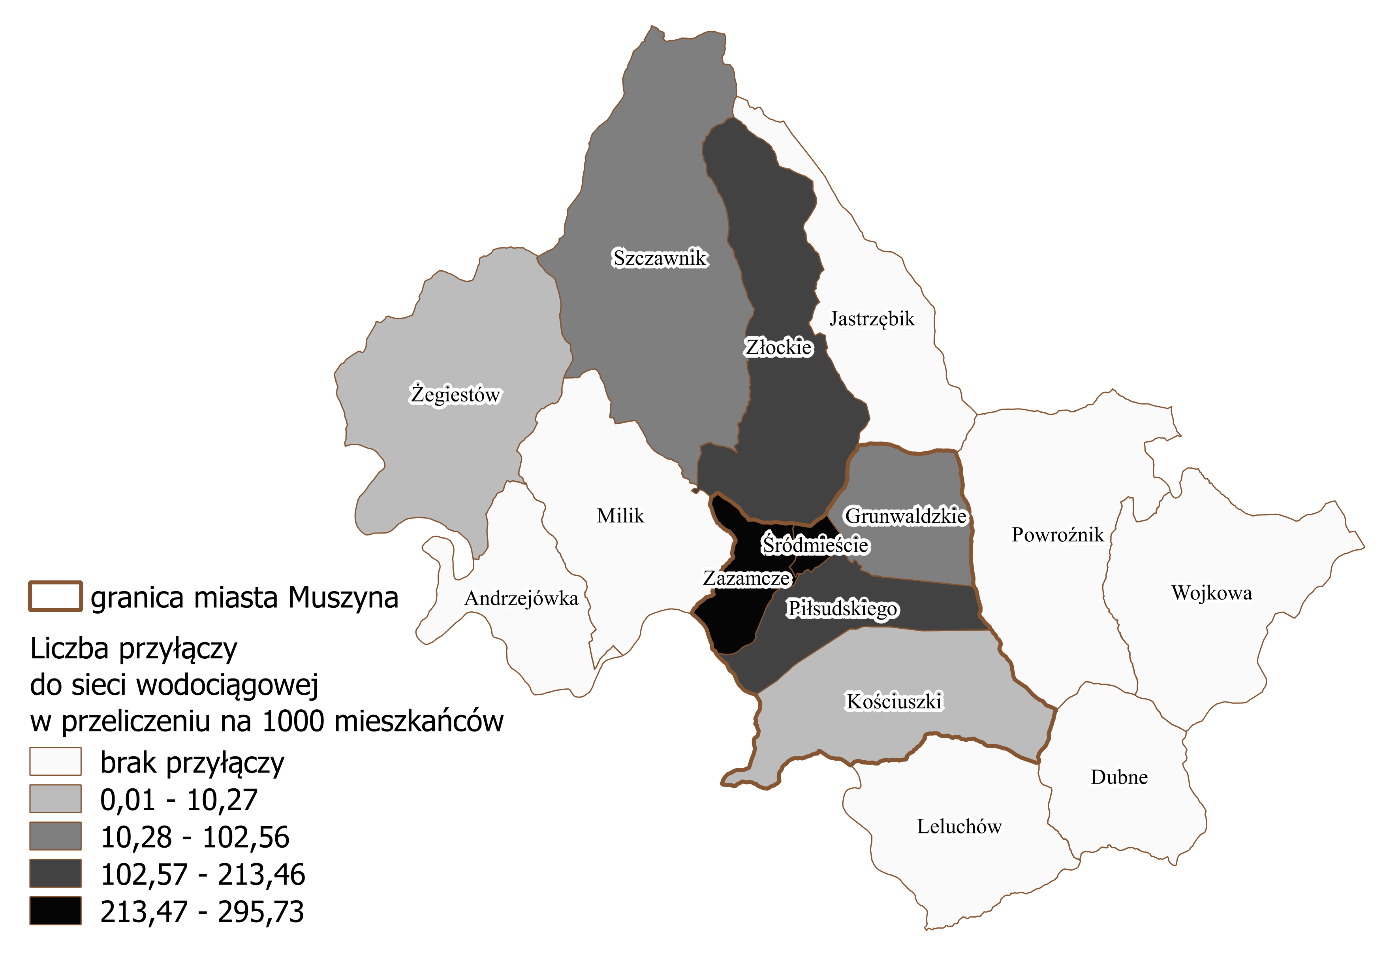 Szczawnik
Jastrzębik
Złockie
Żegiestów
Milik
Grunwaldzkie
Powroźnik
Śródmieście
Zazamcze
Wojkowa
Andrzejówka
Piłsudskiego
Kościuszki
Dubne
Leluchów
granica miasta Muszyna
Liczba przyłączy
do sieci wodociągowej
w przeliczeniu na 1000 mieszkańców
brak przyłączy
0,01 - 10,27
10,28 - 102,56
102,57 - 213,46
213,47 - 295,73